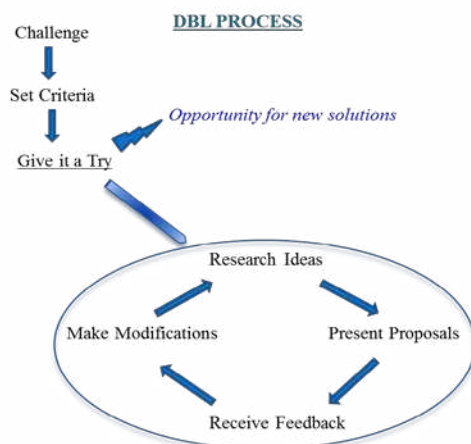 DBL PROCESS
Challenge
Set Criteria
Opportunity for new solutions
Give it a Try
Research Ideas
Make Modifications
Present Proposals
Receive Feedback